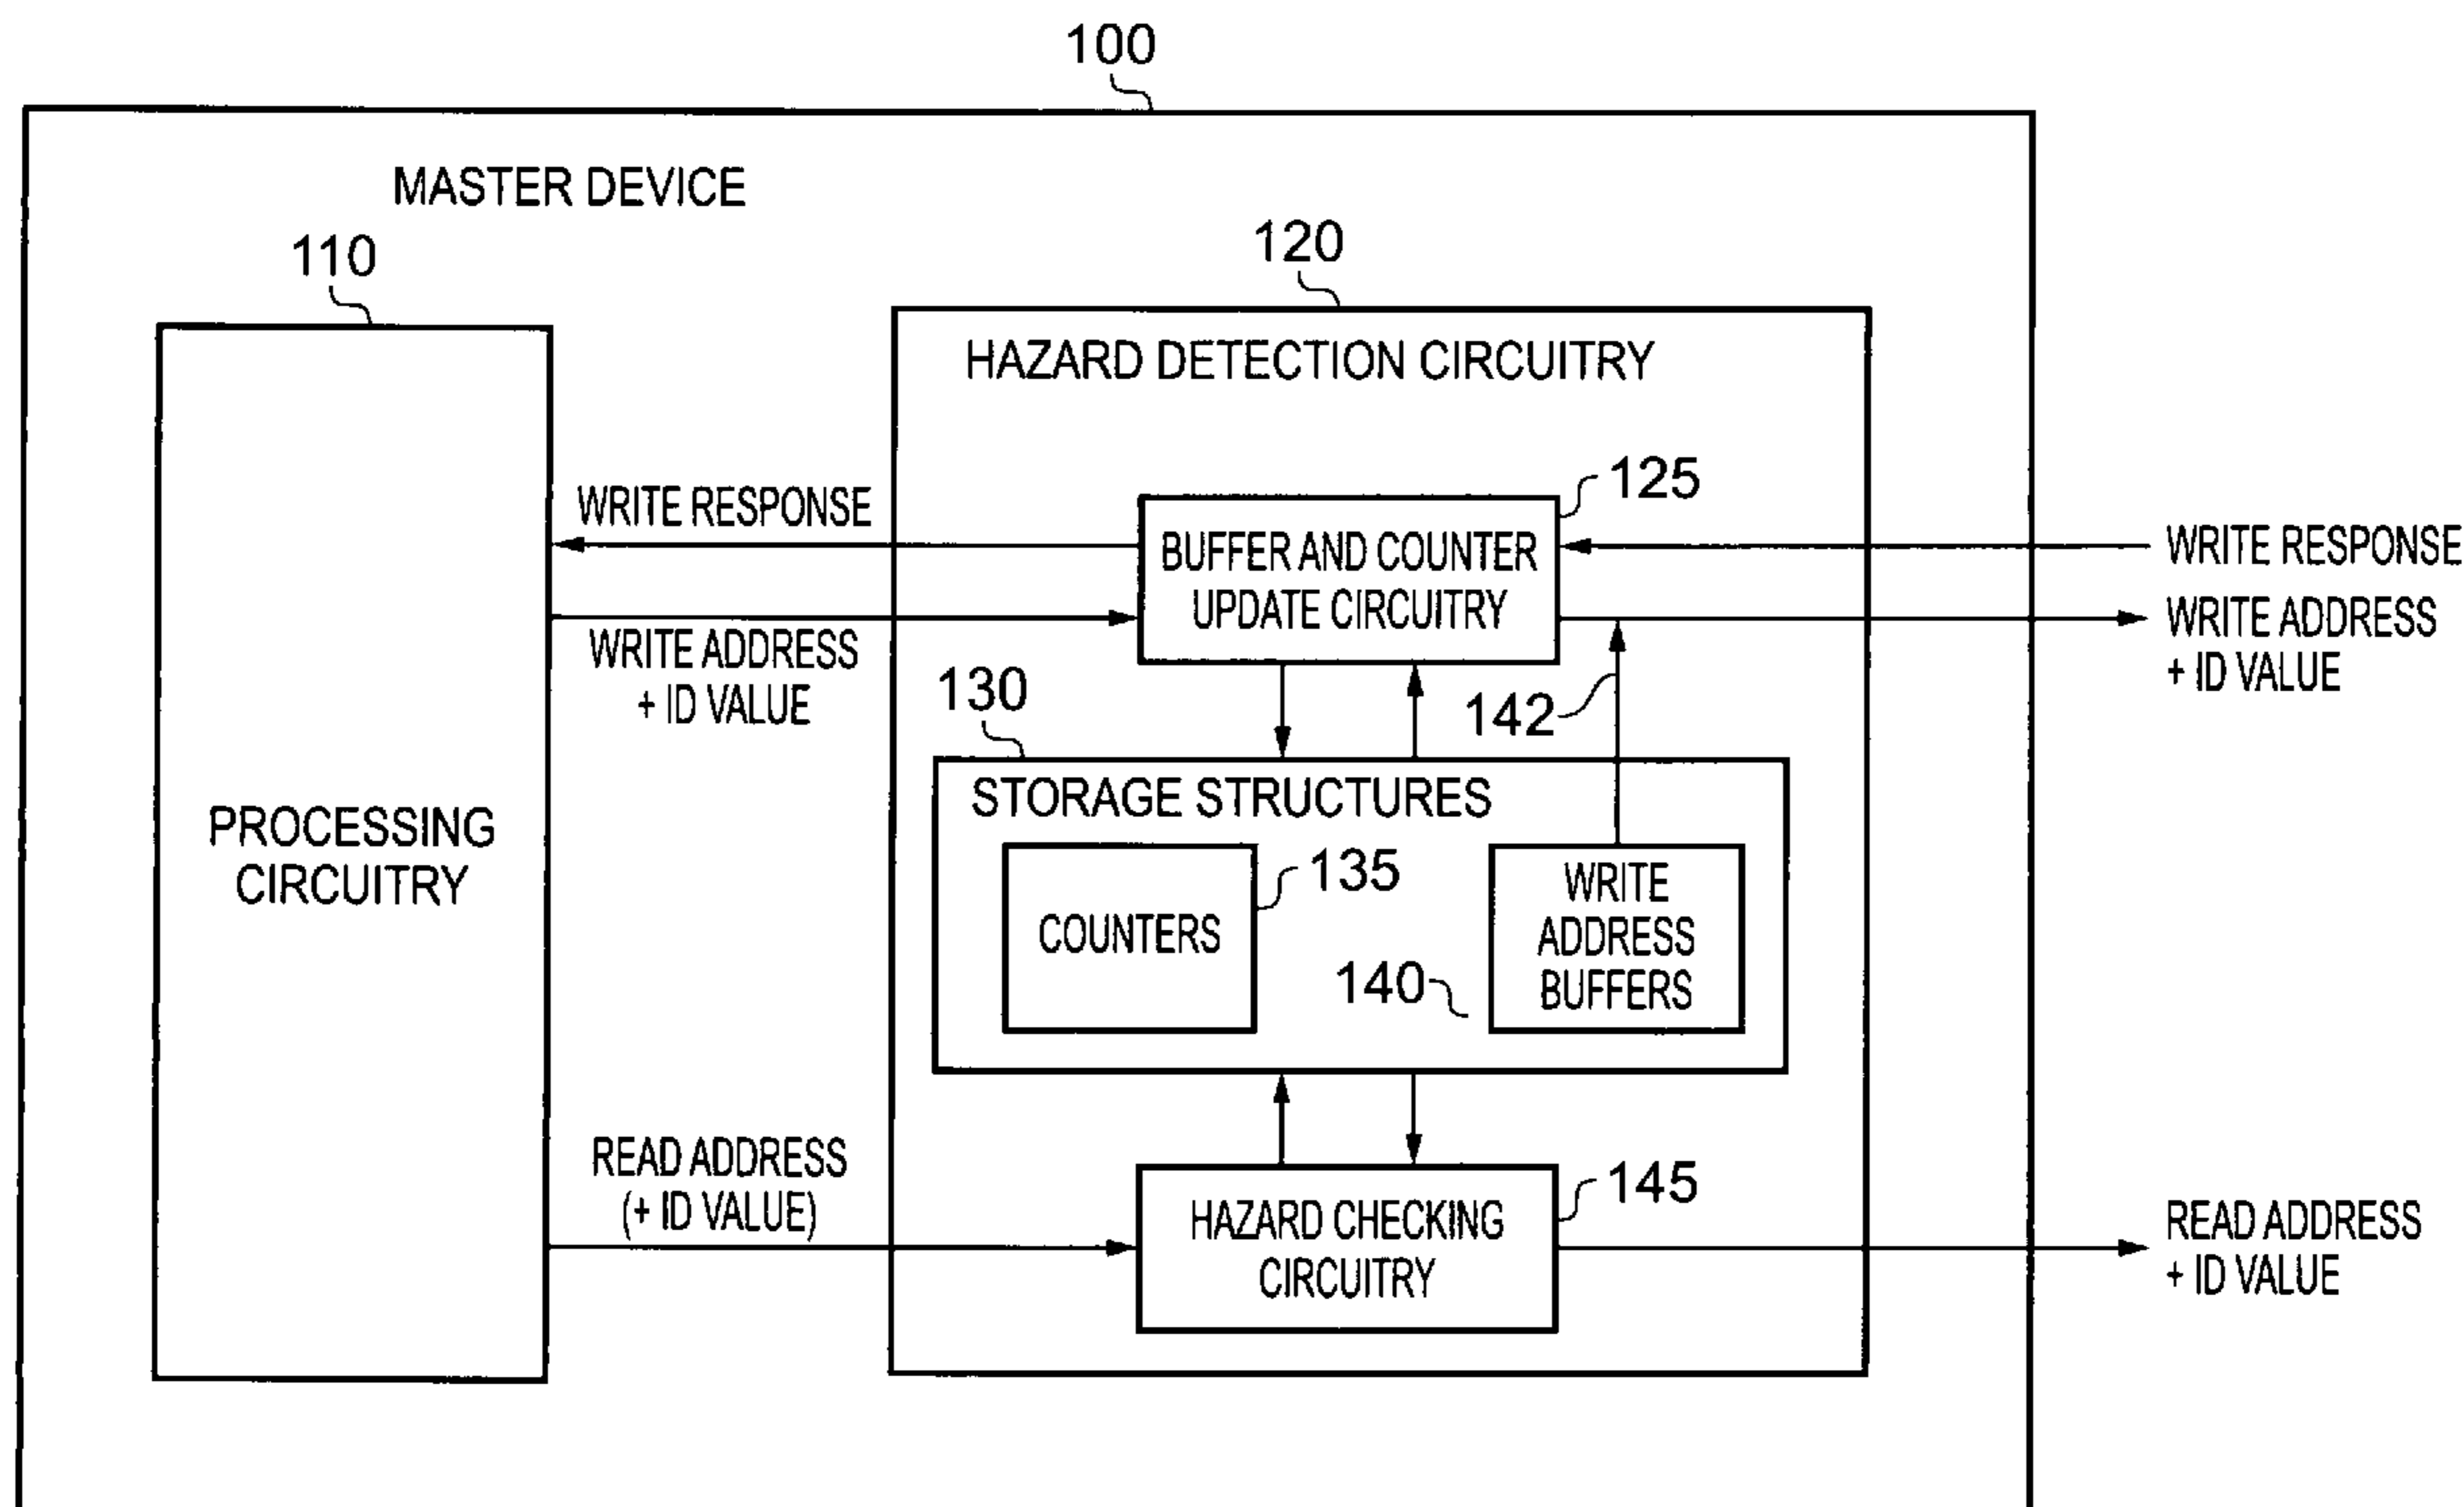 100
MASTER DEVICE
110
120
HAZARD DETECTION CIRCUITRY
125
WRITE RESPONSE
BUFFER AND COUNTER
UPDATE CIRCUITRY
WRITE RESPONSE
WRITE ADDRESS
+ ID VALUE
WRITE ADDRESS
+ ID VALUE
130
142
STORAGE STRUCTURES
PROCESSING
CIRCUITRY
COUNTERS
135
140
WRITE
ADDRESS
BUFFERS
READ ADDRESS
(+ ID VALUE)
HAZARD CHECKING
CIRCUITRY
145
READ ADDRESS
+ ID VALUE